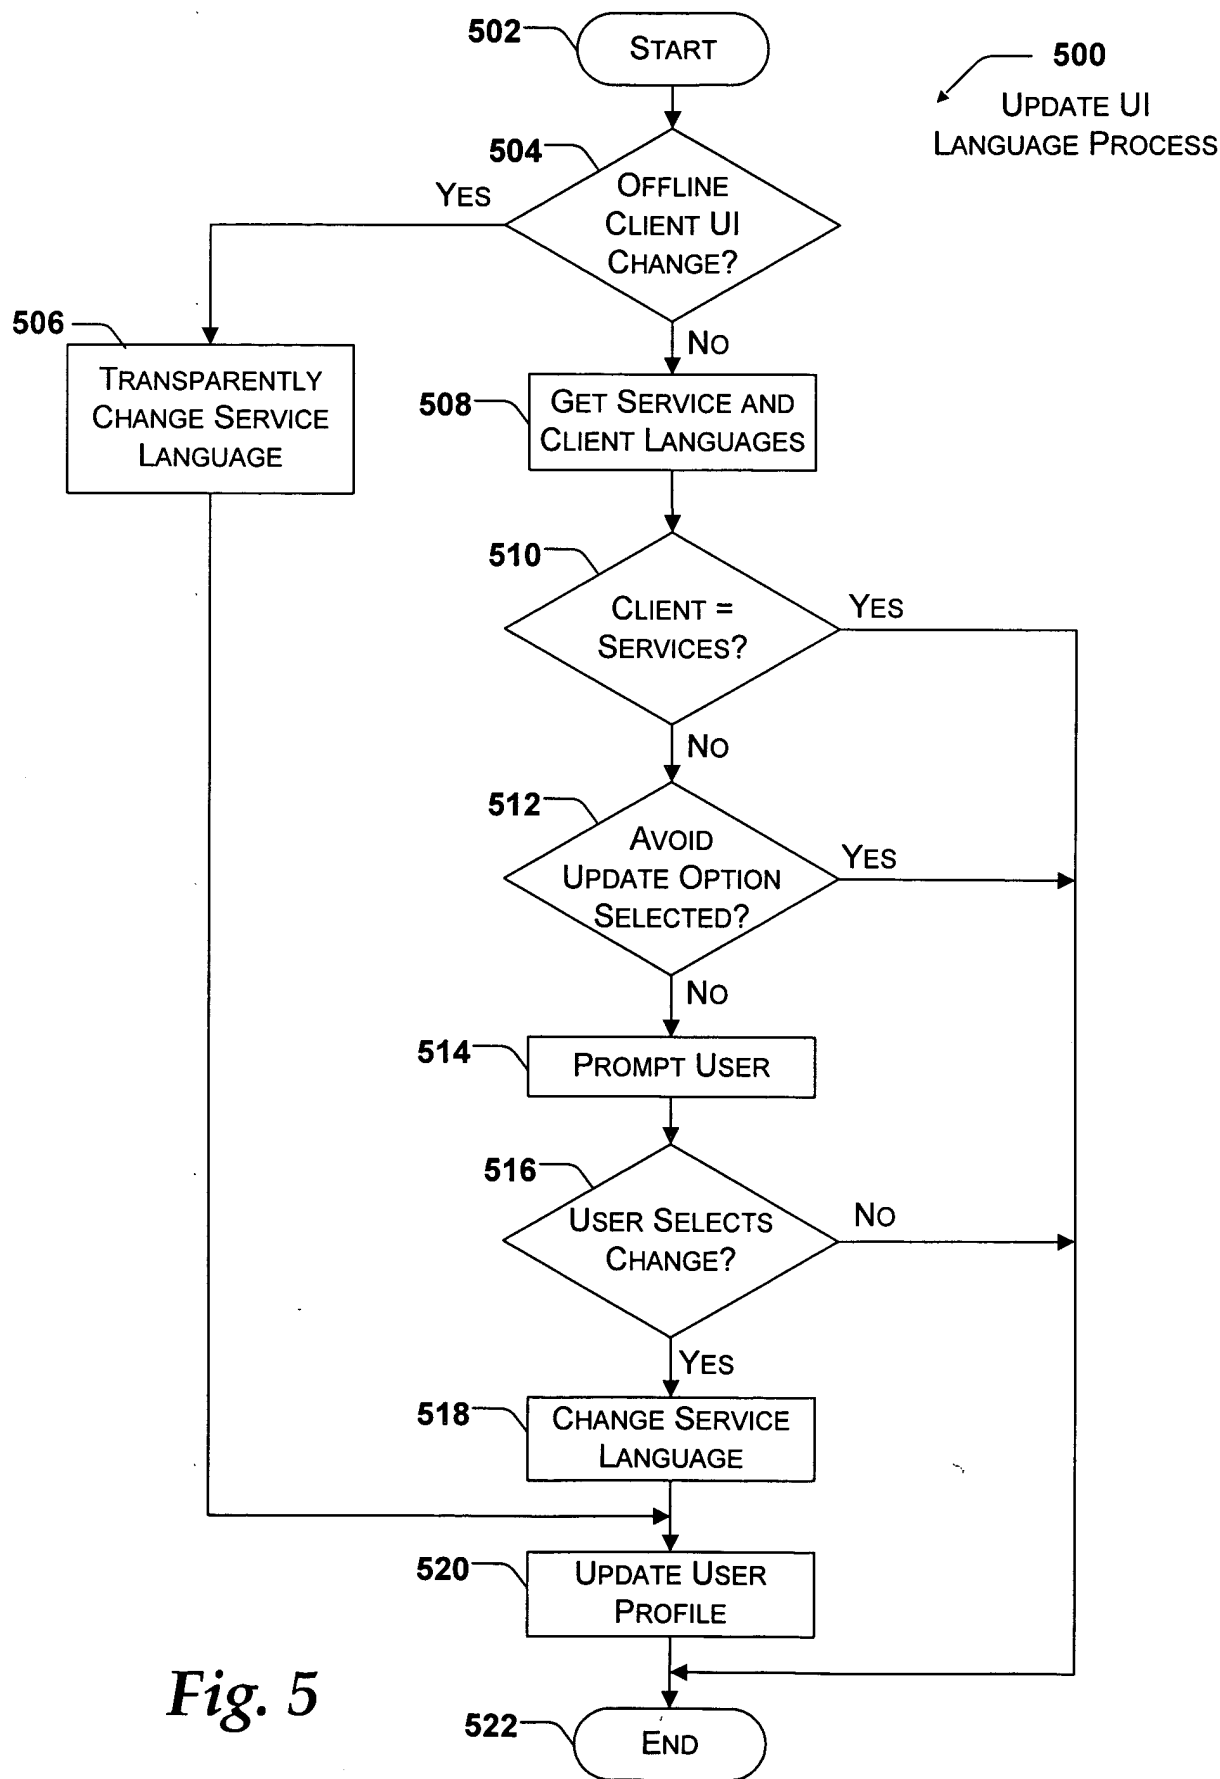 502
START
500
UPDATE UI
LANGUAGE PROCESS
504
OFFLINE
CLIENT UI
CHANGE?
YES
NO
506
TRANSPARENTLY
CHANGE SERVICE
LANGUAGE
508
GET SERVICE AND
CLIENT LANGUAGES
510
CLIENT =
SERVICES?
YES
NO
512
AVOID
UPDATE OPTION
SELECTED?
YES
NO
514
PROMPT USER
516
USER SELECTS
CHANGE?
NO
YES
518
CHANGE SERVICE
LANGUAGE
520
UPDATE USER
PROFILE
Fig. 5
522
END